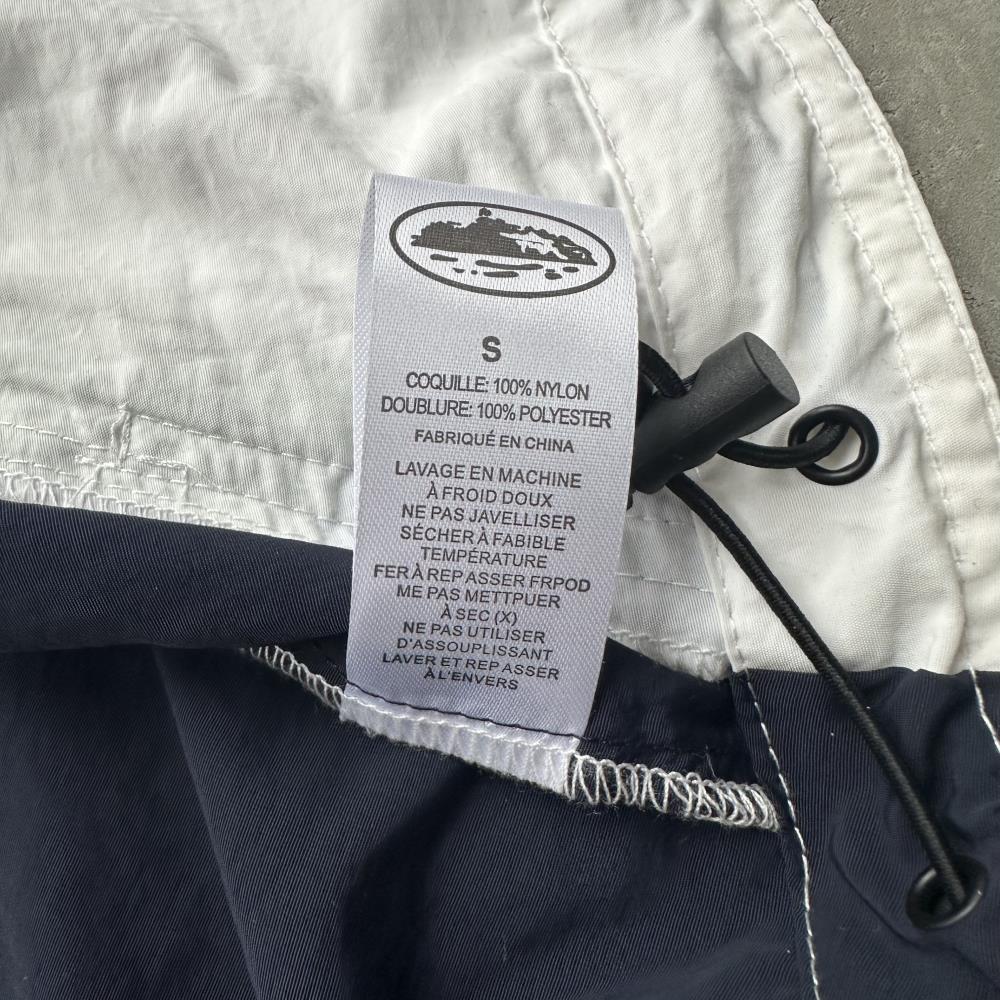 S
COQUILLE: 100% NYLON
DOUBLURE: 100% POLYESTER
FABRIQUÉ EN CHINA
LAVAGE EN MACHINE
À FROID DOUX
NE PAS JAVELLISER
SÉCHER À FABIBLE
TEMPÉRATURE
FER À REP ASSER FRPOD
ME PAS METTPUER
À SEC (X)
NE PAS UTILISER
D'ASSOUPLISSANT
LAVER ET REP ASSER
À L'ENVERS